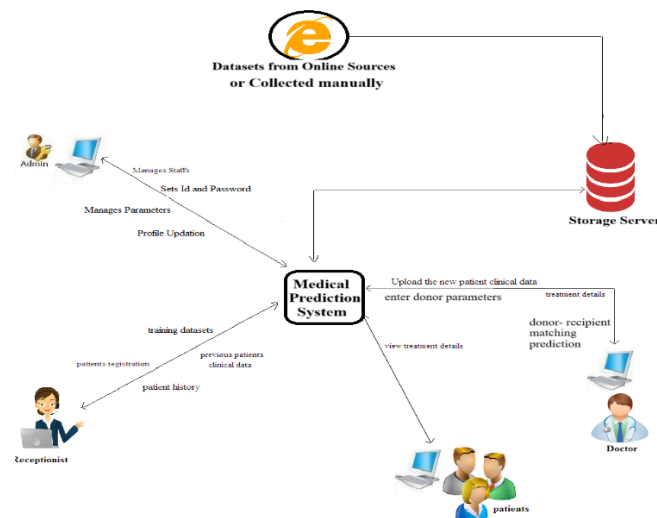 Datasets from Online Sources
or Collected manually
Admin
Manages Staffs
Sets Id and Password
Manages Parameters
Profile Updation
Storage Server
Medical
Prediction
System
Upload the new patient clinical data
enter donor parameters
treatment details
donor- recipient
matching
prediction
training datasets
previous patients
clinical data
patients registration
patient history
view treatment details
Receptionist
Doctor
patients